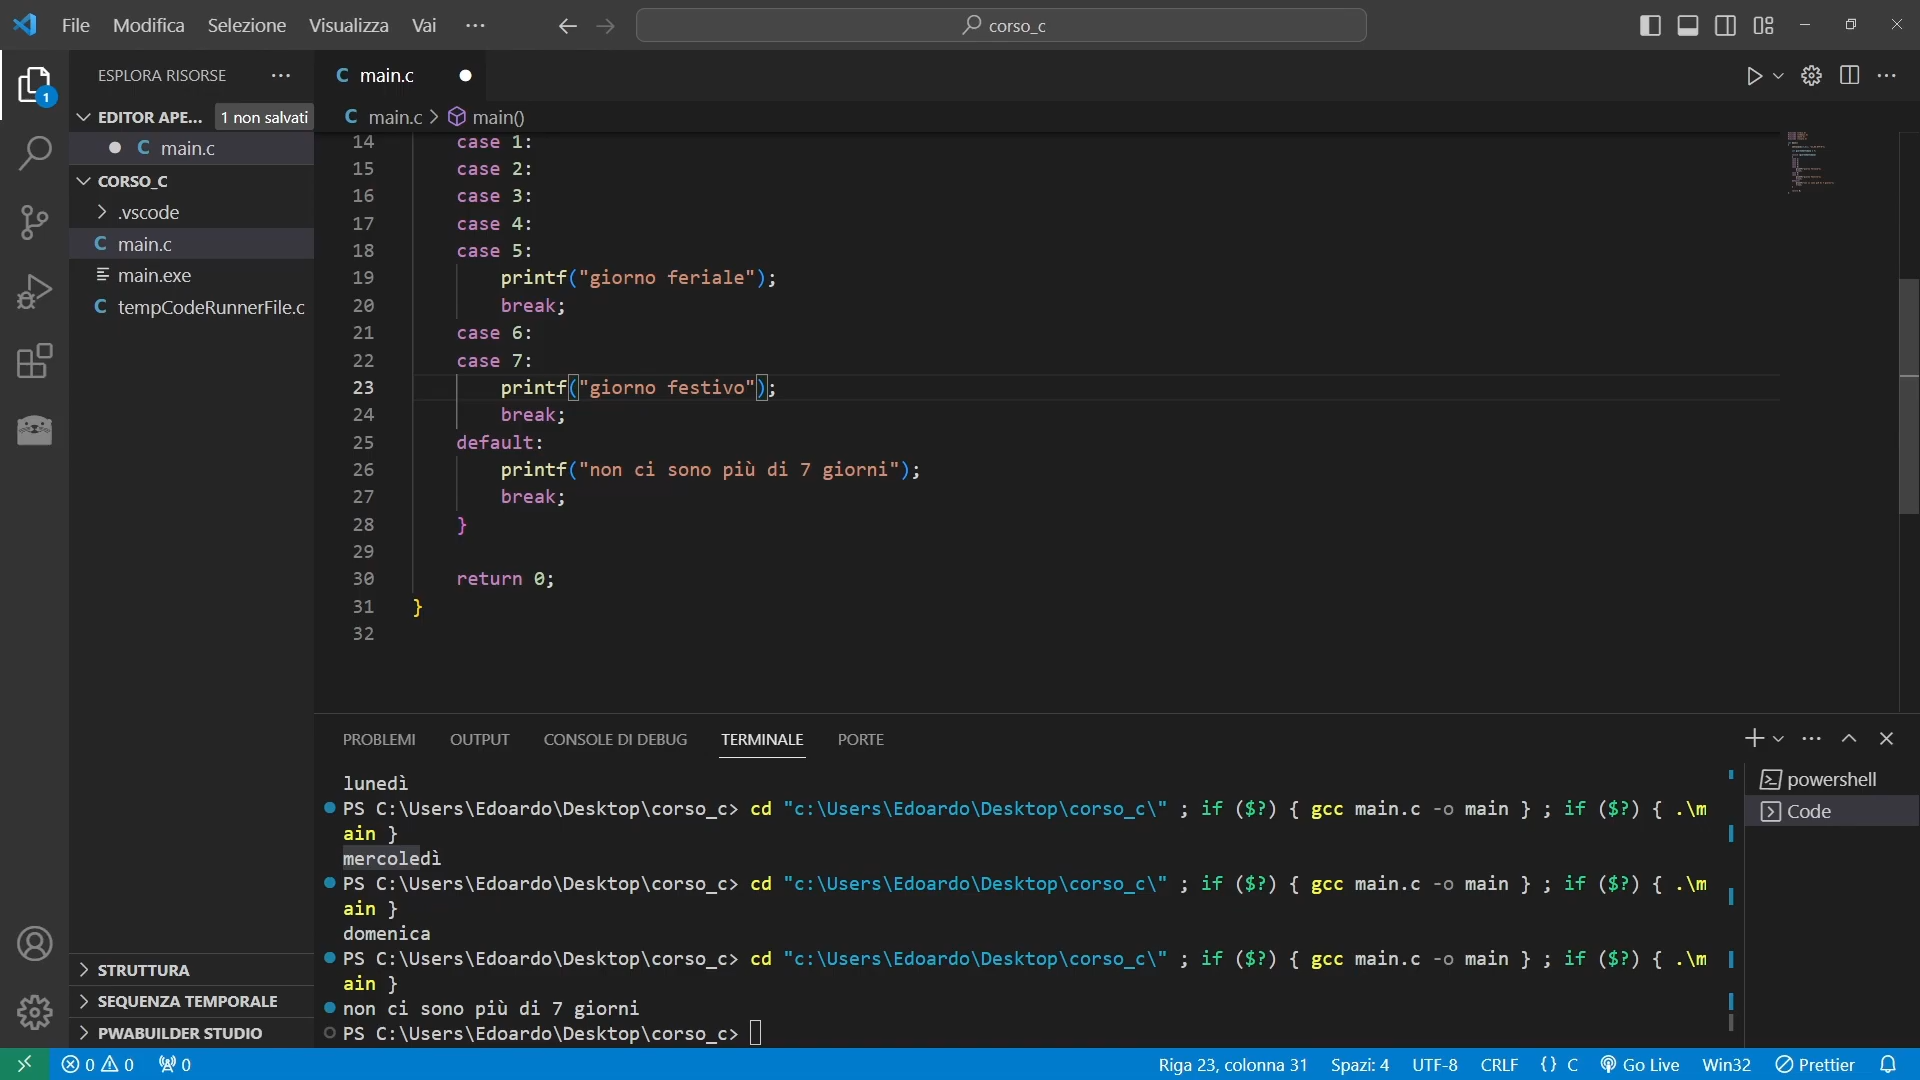 File Modifica Selezione Visualizza Vai ···
corso_c
ESPLORA RISORSE ···
EDITOR APE... 1 non salvati
C main.c
CORSO_C
.vscode
C main.c
main.exe
C tempCodeRunnerFile.c
STRUTTURA
SEQUENZA TEMPORALE
PWABUILDER STUDIO
1
C main.c
C main.c > main()
14 case 1:
15 case 2:
16 case 3:
17 case 4:
18 case 5:
19 printf("giorno feriale");
20 break;
21 case 6:
22 case 7:
23 printf("giorno festivo");
24 break;
25 default:
26 printf("non ci sono più di 7 giorni");
27 break;
28 }
29
30 return 0;
31 }
32
PROBLEMI OUTPUT CONSOLE DI DEBUG TERMINALE PORTE
lunedì
PS C:\Users\Edoardo\Desktop\corso_c> cd "c:\Users\Edoardo\Desktop\corso_c\" ; if ($?) { gcc main.c -o main } ; if ($?) { .\m
ain }
mercoledì
PS C:\Users\Edoardo\Desktop\corso_c> cd "c:\Users\Edoardo\Desktop\corso_c\" ; if ($?) { gcc main.c -o main } ; if ($?) { .\m
ain }
domenica
PS C:\Users\Edoardo\Desktop\corso_c> cd "c:\Users\Edoardo\Desktop\corso_c\" ; if ($?) { gcc main.c -o main } ; if ($?) { .\m
ain }
non ci sono più di 7 giorni
PS C:\Users\Edoardo\Desktop\corso_c>
powershell
Code
0 0 0
Riga 23, colonna 31 Spazi: 4 UTF-8 CRLF {} C Go Live Win32 Prettier